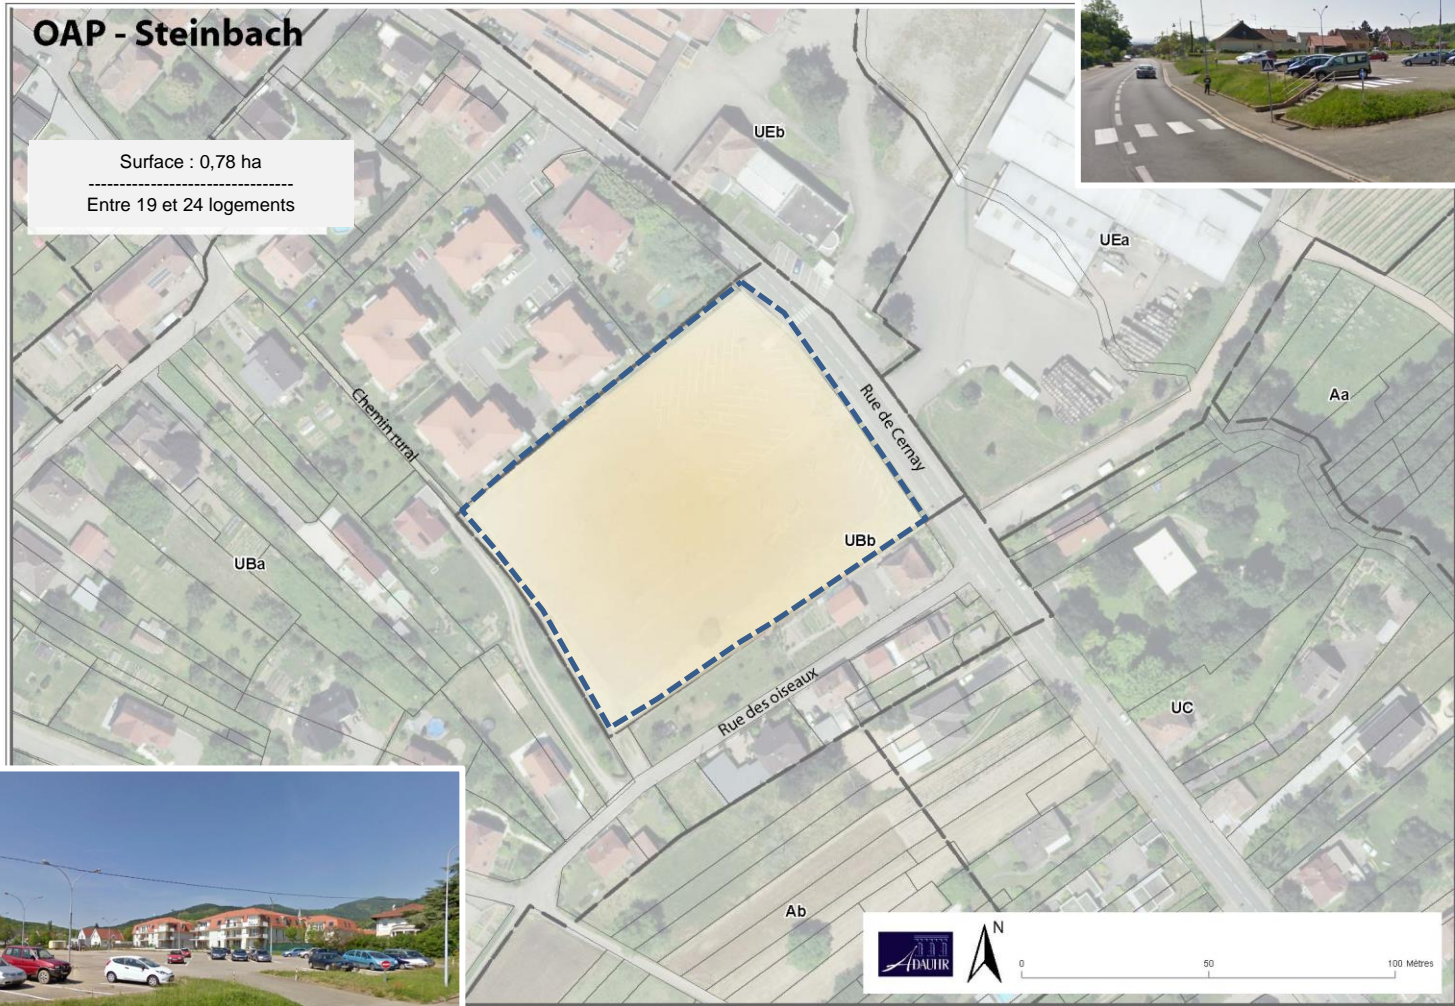 OAP - Steinbach
Surface : 0,78 ha
---------------------------------
Entre 19 et 24 logements
UEb
UEa
Aa
Chemin rural
Rue de Cernay
UBb
UBa
Rue des oiseaux
UC
Ab
ADAUHR
N
0 50 100 Mètres